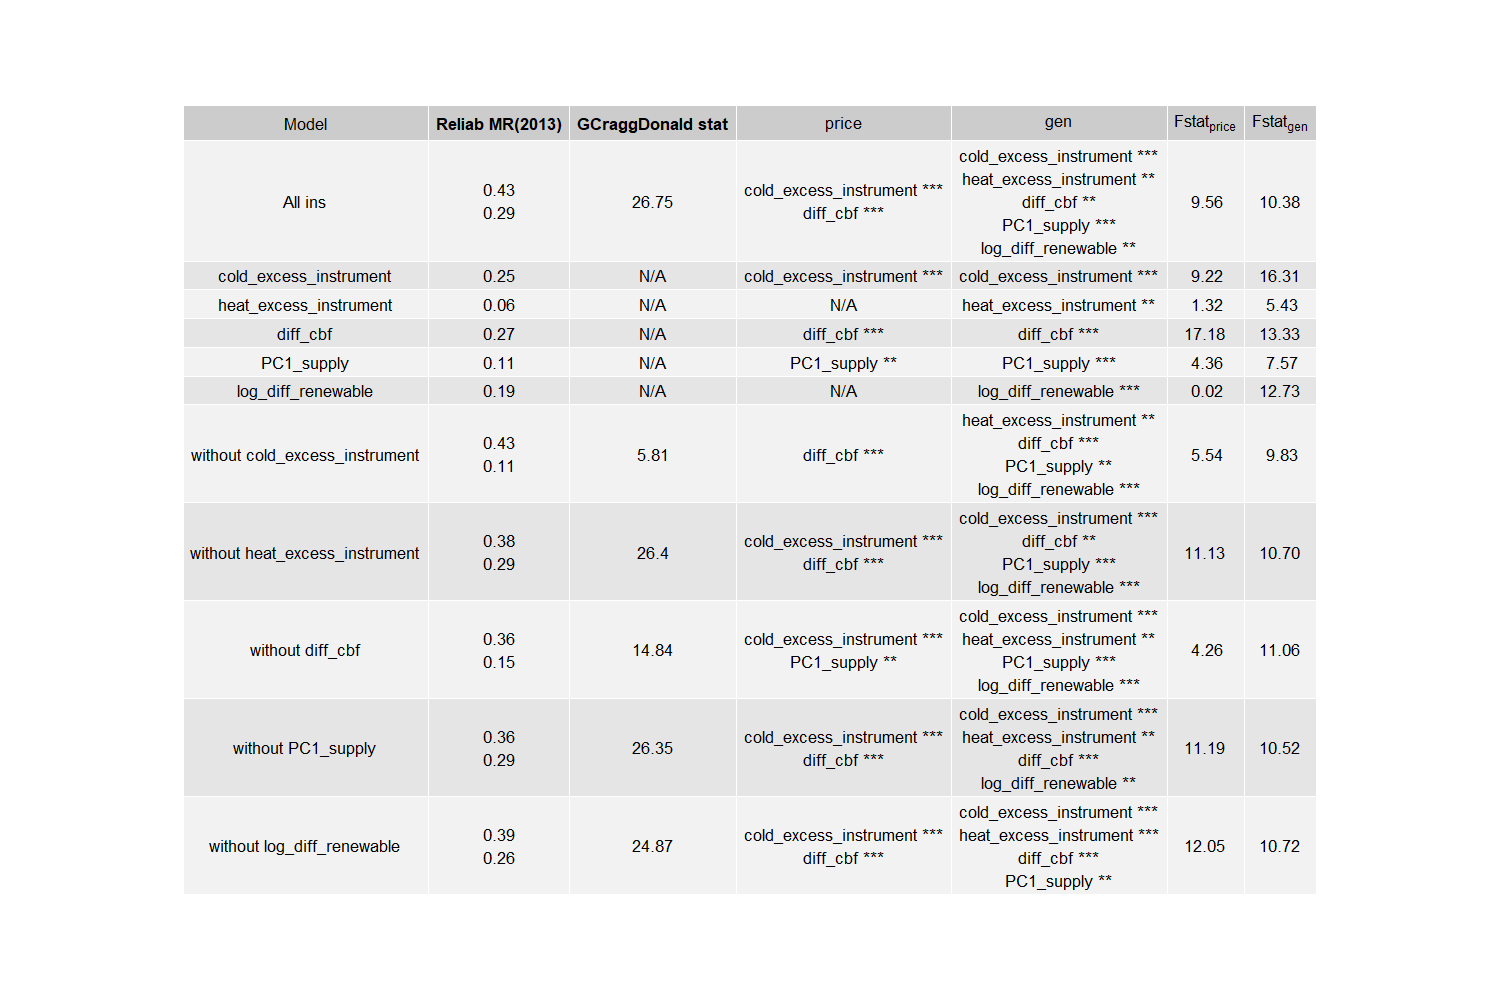 Model Reliab MR(2013) GCraggDonald stat price gen Fstatprice Fstatgen
All ins
0.43
0.29
26.75
cold_excess_instrument ***
diff_cbf ***
cold_excess_instrument ***
heat_excess_instrument **
diff_cbf **
PC1_supply ***
log_diff_renewable **
9.56
10.38
cold_excess_instrument 0.25 N/A cold_excess_instrument *** cold_excess_instrument *** 9.22 16.31
heat_excess_instrument 0.06 N/A N/A heat_excess_instrument ** 1.32 5.43
diff_cbf 0.27 N/A diff_cbf *** diff_cbf *** 17.18 13.33
PC1_supply 0.11 N/A PC1_supply ** PC1_supply *** 4.36 7.57
log_diff_renewable 0.19 N/A N/A log_diff_renewable *** 0.02 12.73
without cold_excess_instrument
0.43
0.11
5.81
diff_cbf ***
heat_excess_instrument **
diff_cbf ***
PC1_supply **
log_diff_renewable ***
5.54
9.83
without heat_excess_instrument
0.38
0.29
26.4
cold_excess_instrument ***
diff_cbf ***
cold_excess_instrument ***
diff_cbf **
PC1_supply ***
log_diff_renewable ***
11.13
10.70
without diff_cbf
0.36
0.15
14.84
cold_excess_instrument ***
PC1_supply **
cold_excess_instrument ***
heat_excess_instrument **
PC1_supply ***
log_diff_renewable ***
4.26
11.06
without PC1_supply
0.36
0.29
26.35
cold_excess_instrument ***
diff_cbf ***
cold_excess_instrument ***
heat_excess_instrument **
diff_cbf ***
log_diff_renewable **
11.19
10.52
without log_diff_renewable
0.39
0.26
24.87
cold_excess_instrument ***
diff_cbf ***
cold_excess_instrument ***
heat_excess_instrument ***
diff_cbf ***
PC1_supply **
12.05
10.72